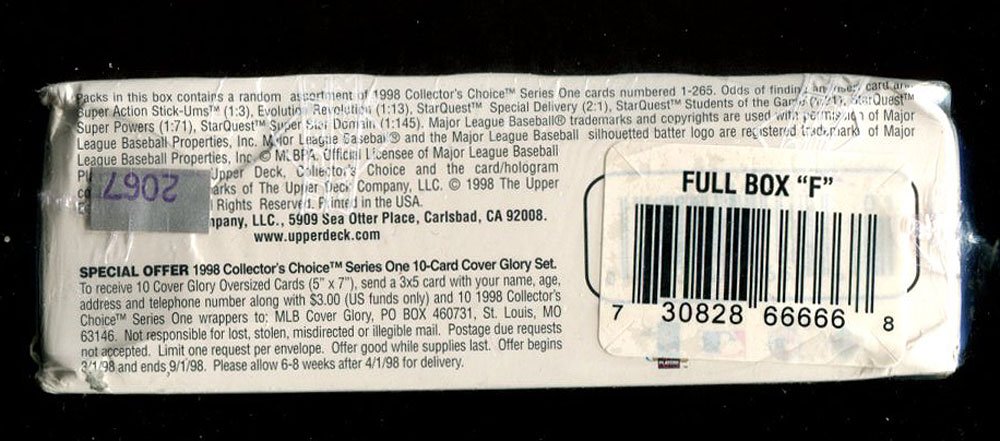 Packs in this box contains a random assortment of 1998 Collector's Choice™ Series One cards numbered 1-265. Odds of finding an insert card are
Super Action Stick-Ums™ (1:3), Evolution Revolution (1:13), StarQuest™ Special Delivery (2:1), StarQuest™ Students of the Game (1:21), StarQuest™
Super Powers (1:71), StarQuest™ Super Star Domain (1:145). Major League Baseball® trademarks and copyrights are used with permission of Major
League Baseball Properties, Inc. Major League Baseball® and the Major League Baseball silhouetted batter logo are registered trademarks of Major
League Baseball Properties, Inc. © MLBPA. Official Licensee of Major League Baseball
Upper Deck, Collector's Choice and the card/hologram
arks of The Upper Deck Company, LLC. © 1998 The Upper
Rights Reserved. Printed in the USA.
mpany, LLC., 5909 Sea Otter Place, Carlsbad, CA 92008.
www.upperdeck.com
2067
SPECIAL OFFER 1998 Collector's Choice™ Series One 10-Card Cover Glory Set.
To receive 10 Cover Glory Oversized Cards (5" x 7"), send a 3x5 card with your name, age,
address and telephone number along with $3.00 (US funds only) and 10 1998 Collector's
Choice™ Series One wrappers to: MLB Cover Glory, PO BOX 460731, St. Louis, MO
63146. Not responsible for lost, stolen, misdirected or illegible mail. Postage due requests
not accepted. Limit one request per envelope. Offer good while supplies last. Offer begins
3/1/98 and ends 9/1/98. Please allow 6-8 weeks after 4/1/98 for delivery.
FULL BOX "F"
7 30828 66666 8